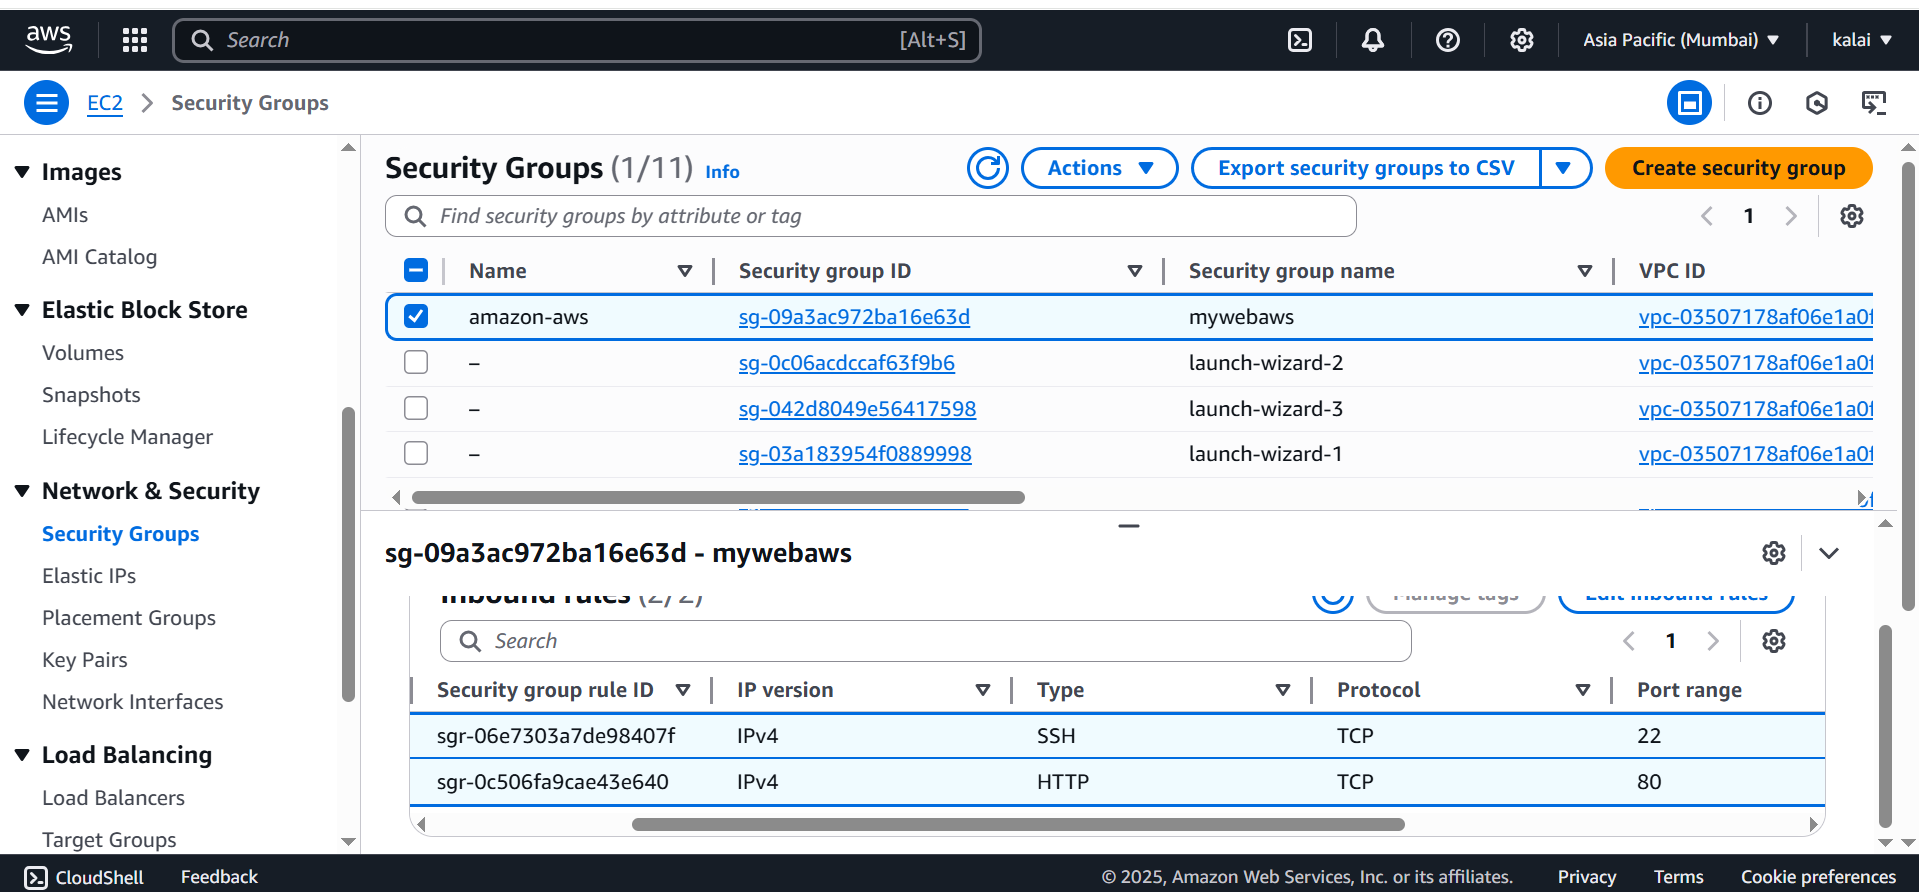 aws
Search [Alt+S]
Asia Pacific (Mumbai) kalai
EC2 Security Groups
Images
AMIs
AMI Catalog
Elastic Block Store
Volumes
Snapshots
Lifecycle Manager
Network & Security
Security Groups
Elastic IPs
Placement Groups
Key Pairs
Network Interfaces
Load Balancing
Load Balancers
Target Groups
Security Groups (1/11) Info
Actions Export security groups to CSV Create security group
Find security groups by attribute or tag
1
Name Security group ID Security group name VPC ID
amazon-aws sg-09a3ac972ba16e63d mywebaws vpc-03507178af06e1a0f
– sg-0c06acdccaf63f9b6 launch-wizard-2 vpc-03507178af06e1a0f
– sg-042d8049e56417598 launch-wizard-3 vpc-03507178af06e1a0f
– sg-03a183954f0889998 launch-wizard-1 vpc-03507178af06e1a0f
sg-09a3ac972ba16e63d - mywebaws
Inbound rules (2/2) Manage tags Edit inbound rules
Search
1
Security group rule ID IP version Type Protocol Port range
sgr-06e7303a7de98407f IPv4 SSH TCP 22
sgr-0c506fa9cae43e640 IPv4 HTTP TCP 80
CloudShell Feedback © 2025, Amazon Web Services, Inc. or its affiliates. Privacy Terms Cookie preferences